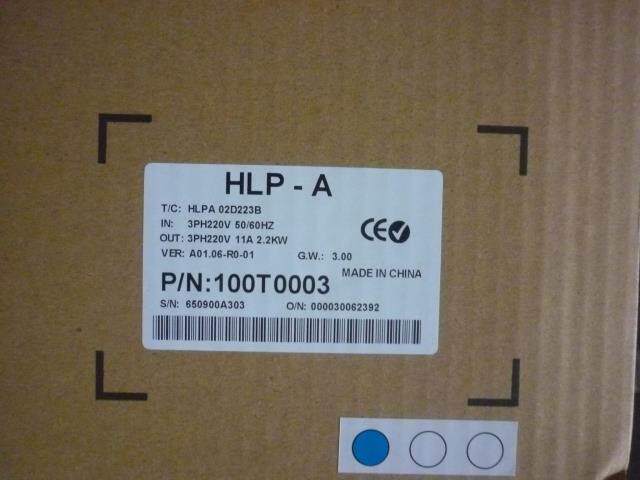 HLP - A
T/C: HLPA 02D223B
IN: 3PH220V 50/60HZ
OUT: 3PH220V 11A 2.2KW
VER: A01.06-R0-01 G.W.: 3.00
CE
MADE IN CHINA
P/N:100T0003
S/N: 650900A303 O/N: 000030062392